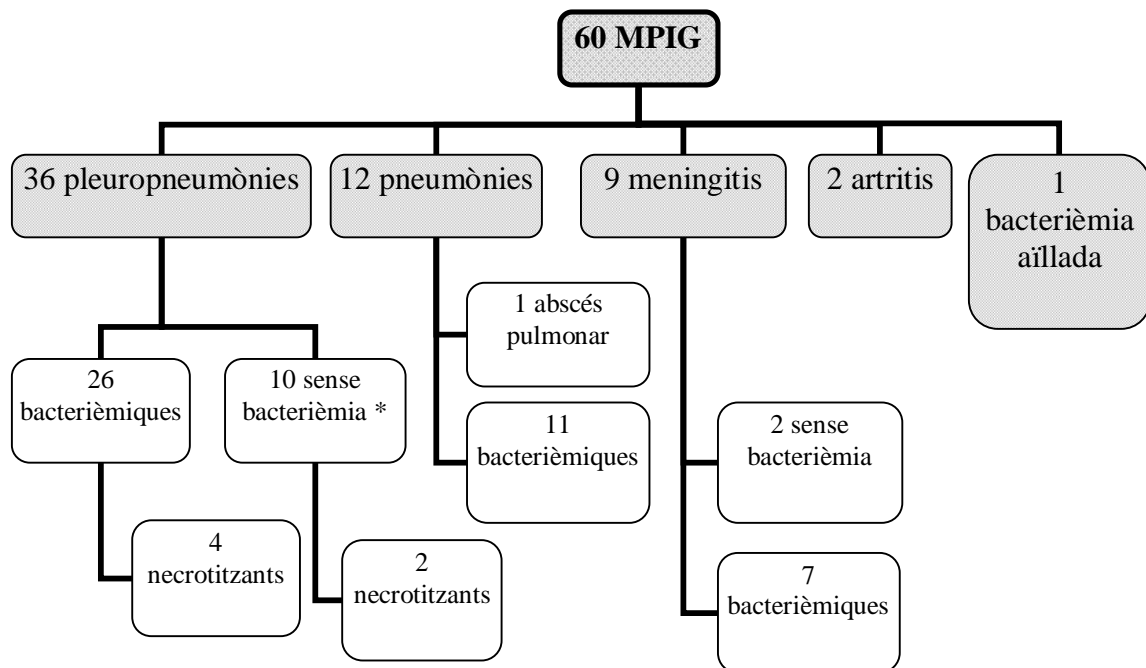 60 MPIG
36 pleuropneumònies
12 pneumònies
9 meningitis
2 artritis
1
bacterièmia
aïllada
1 abscés
pulmonar
26
bacterièmiques
10 sense
bacterièmia *
11
bacterièmiques
2 sense
bacterièmia
4
necrotitzants
2
necrotitzants
7
bacterièmiques